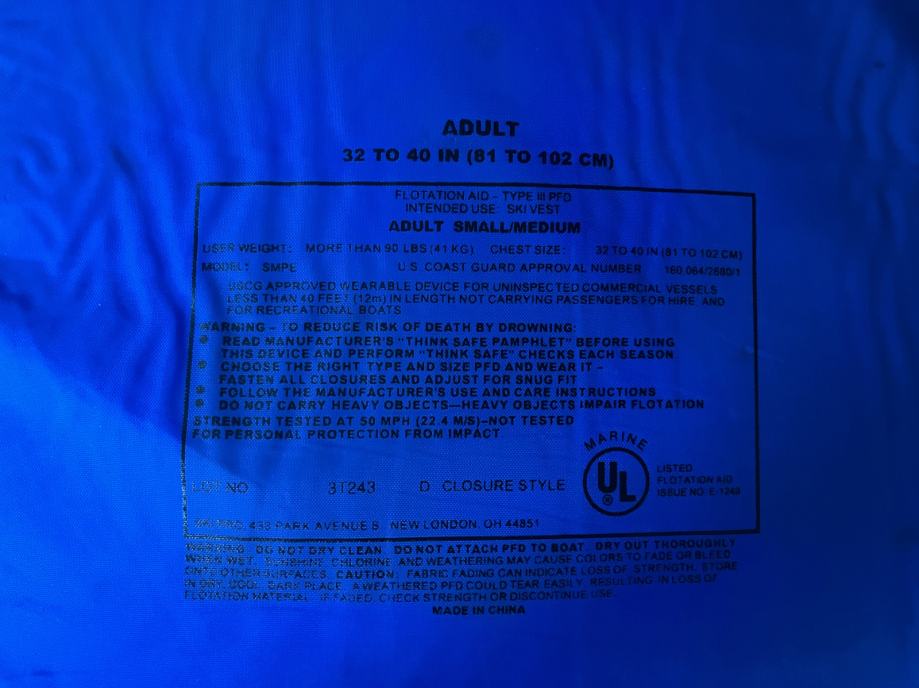 ADULT
32 TO 40 IN (81 TO 102 CM)
FLOTATION AID - TYPE III PFD
INTENDED USE: SKI VEST
ADULT SMALL/MEDIUM
USER WEIGHT: MORE THAN 90 LBS (41 KG) CHEST SIZE: 32 TO 40 IN (81 TO 102 CM)
MODEL: SMPE U.S. COAST GUARD APPROVAL NUMBER 160.064/2680/1
USCG APPROVED WEARABLE DEVICE FOR UNINSPECTED COMMERCIAL VESSELS
LESS THAN 40 FEET (12m) IN LENGTH NOT CARRYING PASSENGERS FOR HIRE AND
FOR RECREATIONAL BOATS
WARNING - TO REDUCE RISK OF DEATH BY DROWNING:
• READ MANUFACTURER'S "THINK SAFE PAMPHLET" BEFORE USING
THIS DEVICE AND PERFORM "THINK SAFE" CHECKS EACH SEASON
• CHOOSE THE RIGHT TYPE AND SIZE PFD AND WEAR IT -
FASTEN ALL CLOSURES AND ADJUST FOR SNUG FIT
• FOLLOW THE MANUFACTURER'S USE AND CARE INSTRUCTIONS
• DO NOT CARRY HEAVY OBJECTS—HEAVY OBJECTS IMPAIR FLOTATION
STRENGTH TESTED AT 50 MPH (22.4 M/S)-NOT TESTED
FOR PERSONAL PROTECTION FROM IMPACT
MARINE
UL ®
LISTED
FLOTATION AID
ISSUE NO. E-1249
LOT NO 3T243 D CLOSURE STYLE
433 PARK AVENUE S. NEW LONDON, OH 44851
WARNING: DO NOT DRY CLEAN. DO NOT ATTACH PFD TO BOAT. DRY OUT THOROUGHLY
WHEN WET. SUNSHINE CHLORINE AND WEATHERING MAY CAUSE COLORS TO FADE OR BLEED
ONTO OTHER SURFACES. CAUTION: FABRIC FADING CAN INDICATE LOSS OF STRENGTH. STORE
IN DRY, COOL, DARK PLACE. A WEATHERED PFD COULD TEAR EASILY, RESULTING IN LOSS OF
FLOTATION MATERIAL. IF FADED, CHECK STRENGTH OR DISCONTINUE USE.
MADE IN CHINA